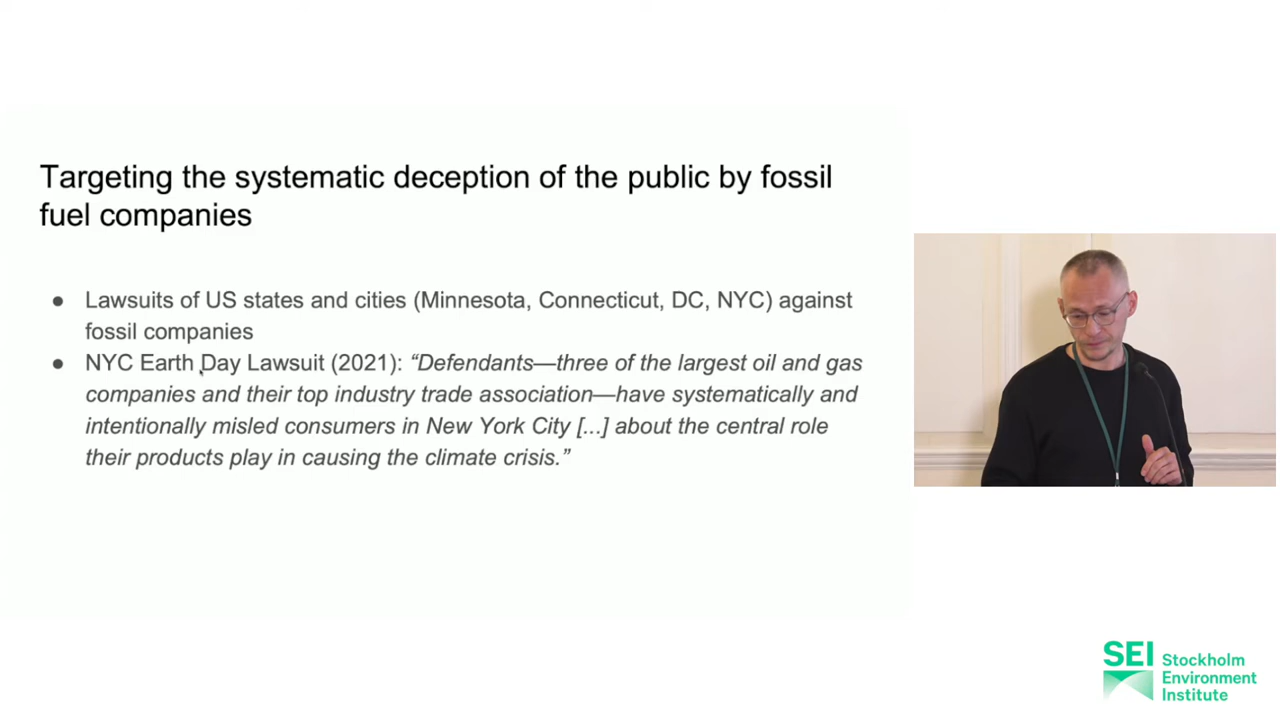 Targeting the systematic deception of the public by fossil
fuel companies
● Lawsuits of US states and cities (Minnesota, Connecticut, DC, NYC) against
fossil companies
● NYC Earth Day Lawsuit (2021): “Defendants—three of the largest oil and gas
companies and their top industry trade association—have systematically and
intentionally misled consumers in New York City [...] about the central role
their products play in causing the climate crisis.”
SEI Stockholm
Environment
Institute